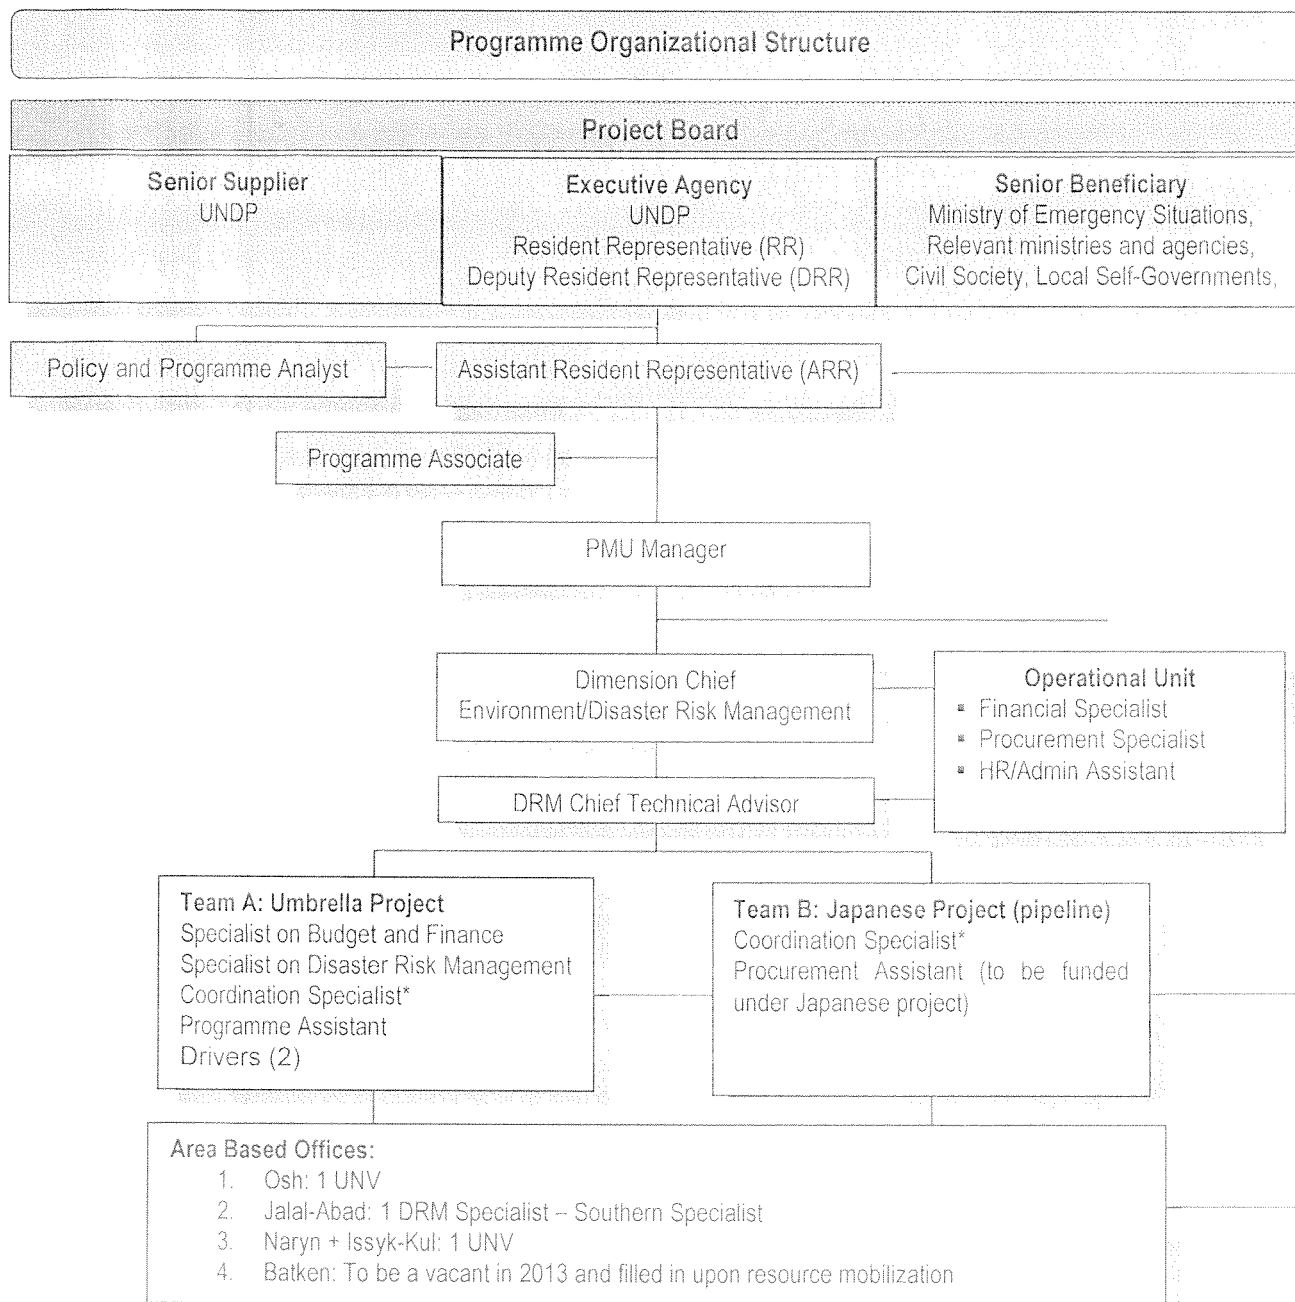 Programme Organizational Structure
Project Board
Senior Supplier
UNDP
Executive Agency
UNDP
Resident Representative (RR)
Deputy Resident Representative (DRR)
Senior Beneficiary
Ministry of Emergency Situations,
Relevant ministries and agencies,
Civil Society, Local Self-Governments,
Policy and Programme Analyst
Assistant Resident Representative (ARR)
Programme Associate
PMU Manager
Dimension Chief
Environment/Disaster Risk Management
Operational Unit
▪ Financial Specialist
▪ Procurement Specialist
▪ HR/Admin Assistant
DRM Chief Technical Advisor
Team A: Umbrella Project
Specialist on Budget and Finance
Specialist on Disaster Risk Management
Coordination Specialist*
Programme Assistant
Drivers (2)
Team B: Japanese Project (pipeline)
Coordination Specialist*
Procurement Assistant (to be funded
under Japanese project)
Area Based Offices:
1. Osh: 1 UNV
2. Jalal-Abad: 1 DRM Specialist – Southern Specialist
3. Naryn + Issyk-Kul: 1 UNV
4. Batken: To be a vacant in 2013 and filled in upon resource mobilization